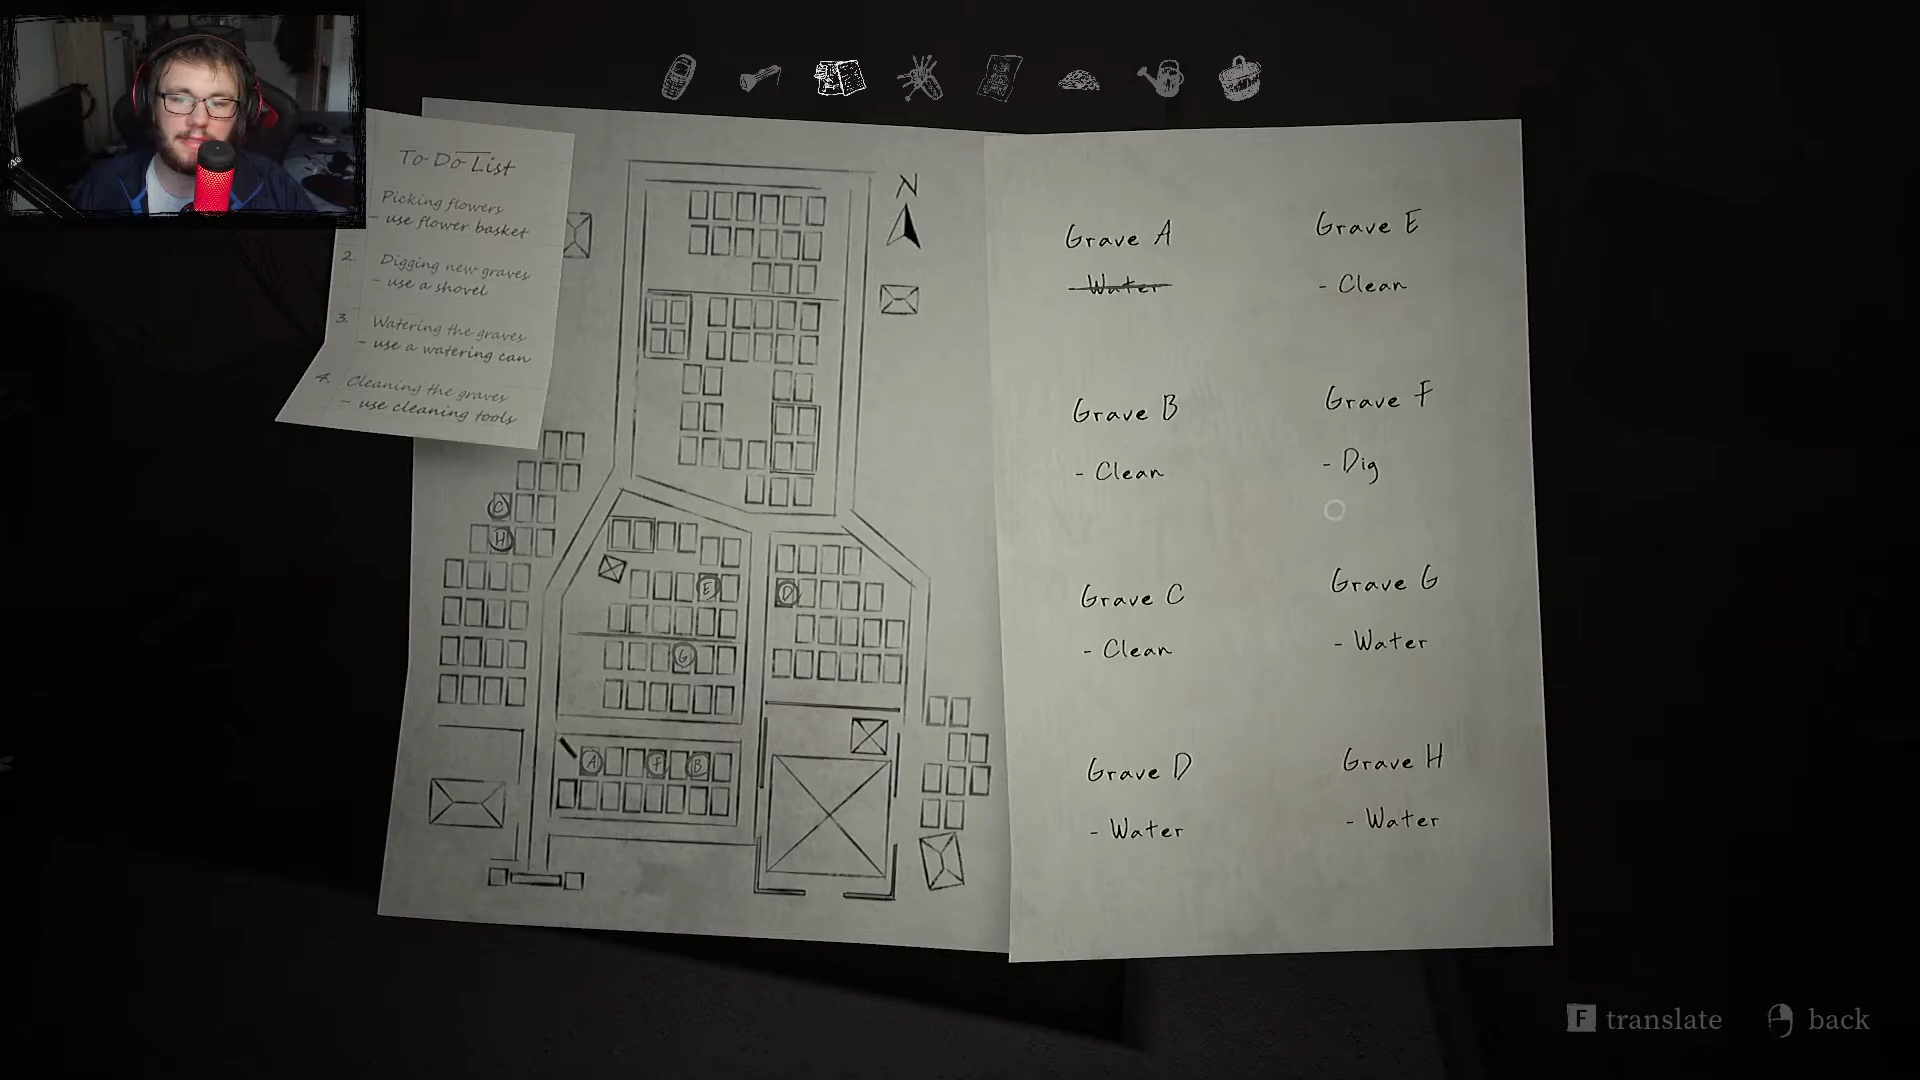 To-Do List
Picking flowers
- use flower basket
2. Digging new graves
- use a shovel
3. Watering the graves
- use a watering can
4. Cleaning the graves
- use cleaning tools
N
C
H
E
D
G
A
F
B
Grave A
- Water
Grave B
- Clean
Grave C
- Clean
Grave D
- Water
Grave E
- Clean
Grave F
- Dig
Grave G
- Water
Grave H
- Water
F translate
back